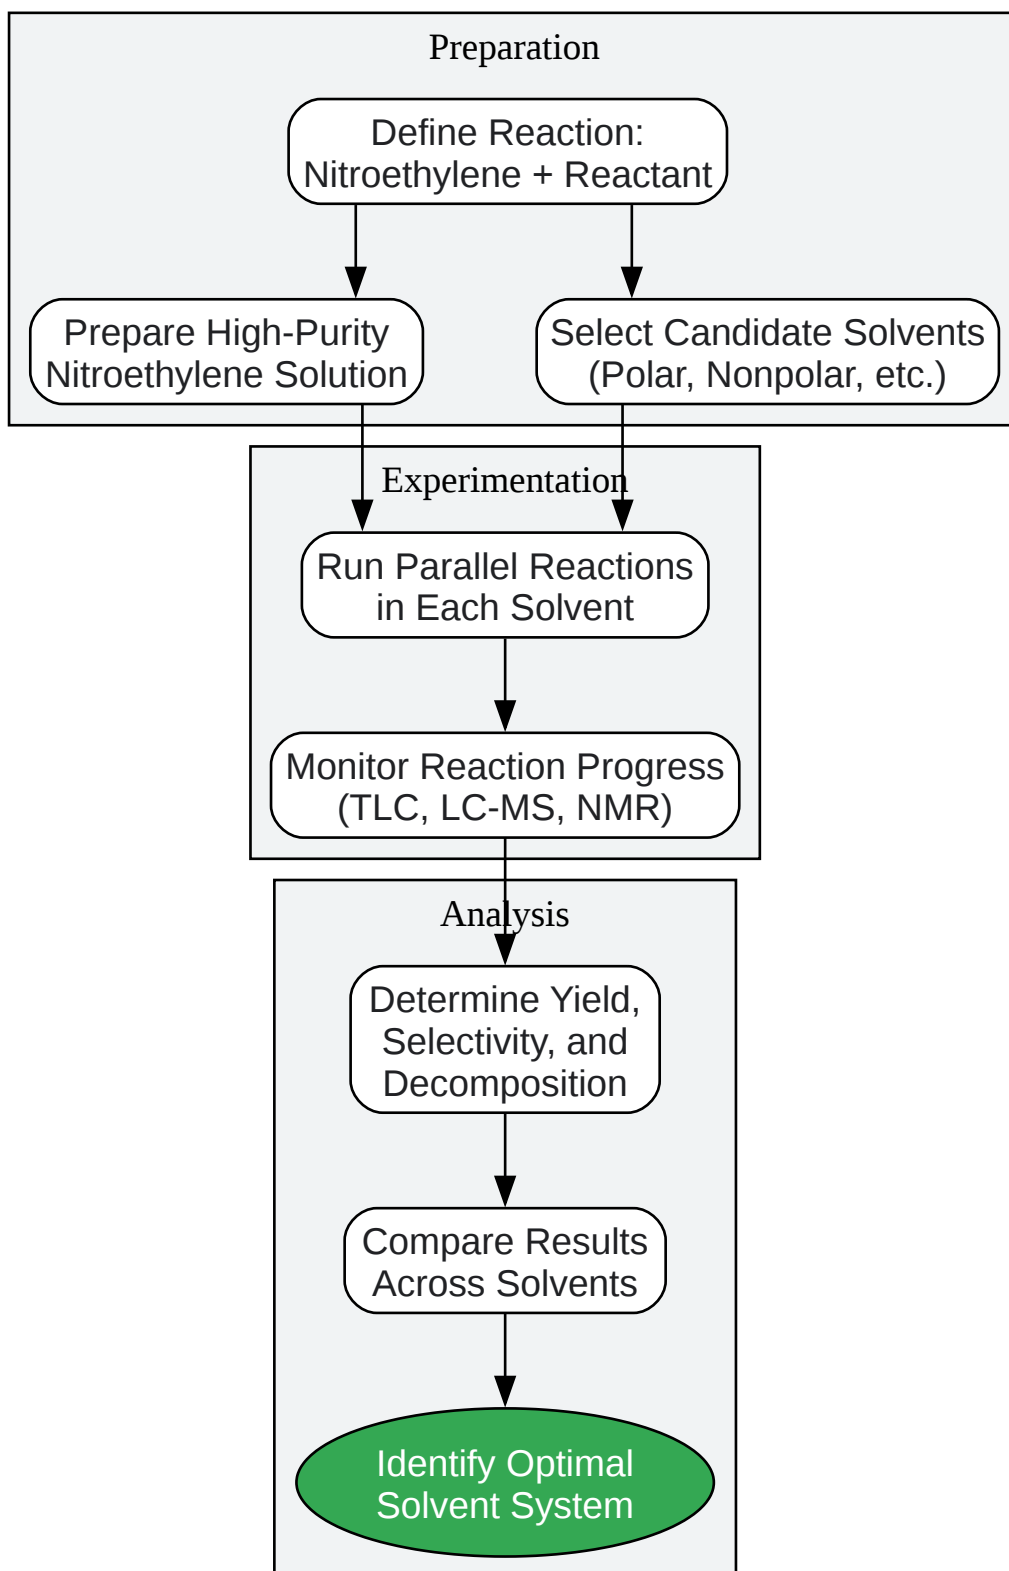 Preparation
Define Reaction:
Nitroethylene + Reactant
Prepare High-Purity
Nitroethylene Solution
Select Candidate Solvents
(Polar, Nonpolar, etc.)
Experimentation
Run Parallel Reactions
in Each Solvent
Monitor Reaction Progress
(TLC, LC-MS, NMR)
Analysis
Determine Yield,
Selectivity, and
Decomposition
Compare Results
Across Solvents
Identify Optimal
Solvent System